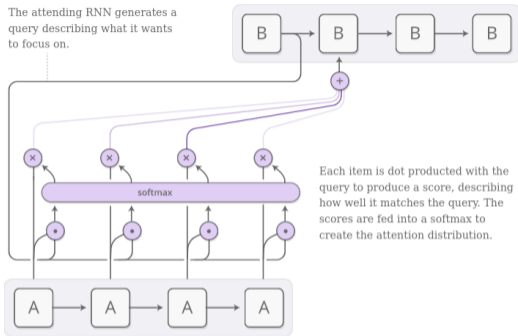 The attending RNN generates a
query describing what it wants
to focus on.
B B B B
+
× × × ×
softmax
Each item is dot producted with the
query to produce a score, describing
how well it matches the query. The
scores are fed into a softmax to
create the attention distribution.
A A A A